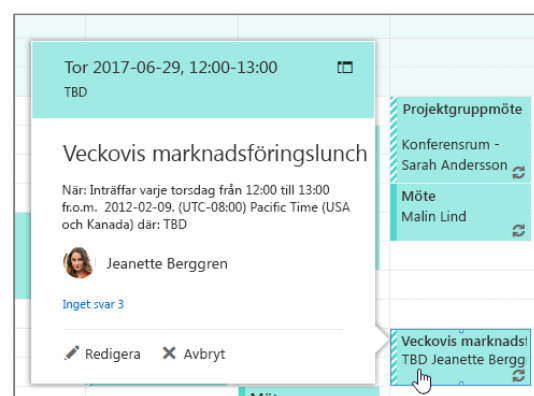 Tor 2017-06-29, 12:00-13:00
TBD
Veckovis marknadsföringslunch
När: Inträffar varje torsdag från 12:00 till 13:00
fr.o.m. 2012-02-09. (UTC-08:00) Pacific Time (USA
och Kanada) där: TBD
Jeanette Berggren
Inget svar 3
Redigera
Avbryt
Projektgruppmöte
Konferensrum -
Sarah Andersson
Möte
Malin Lind
Veckovis marknadsf
TBD Jeanette Bergg
Möte